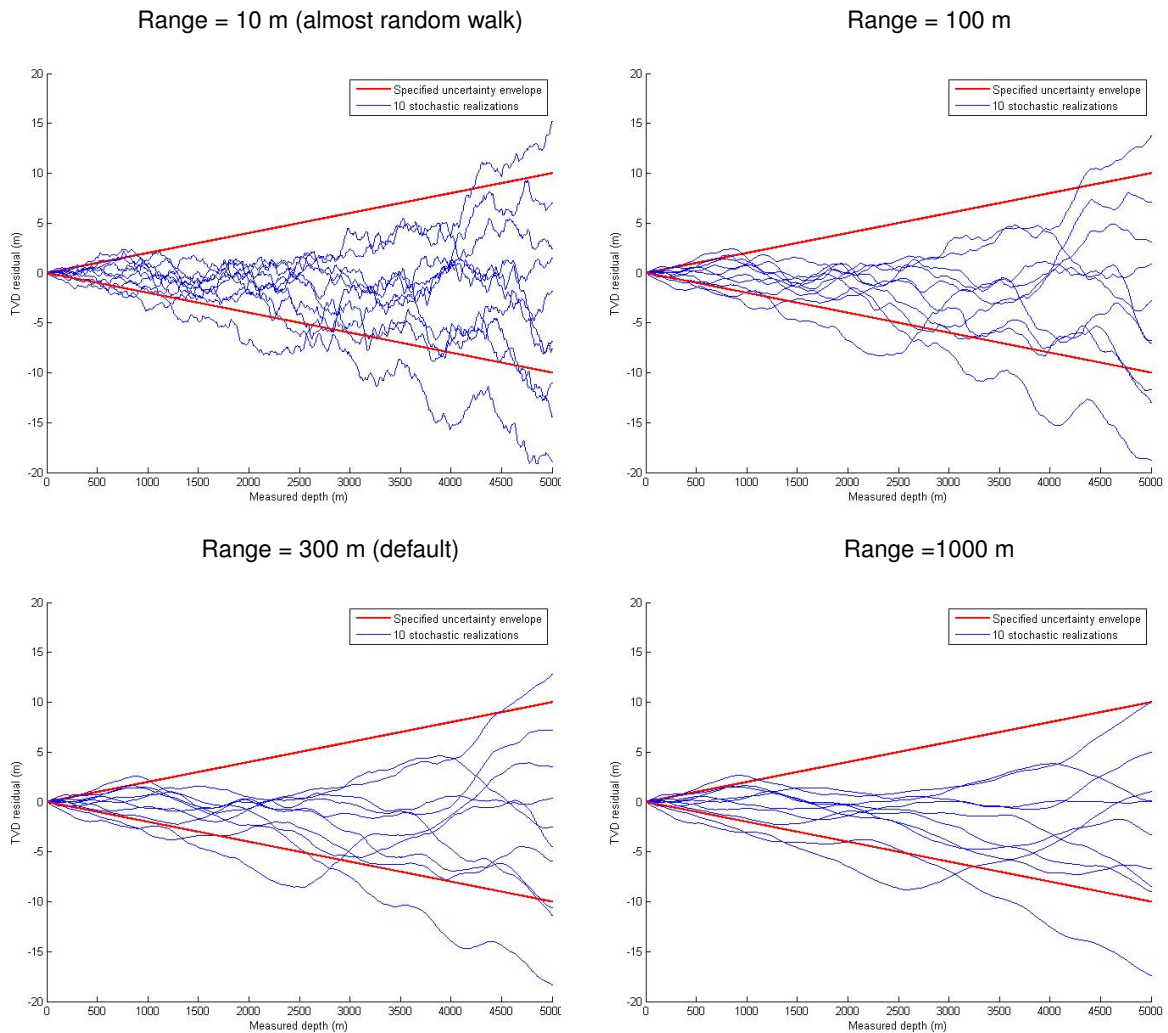 Range = 10 m (almost random walk)
20
15
10
5
0
-5
-10
-15
-20
TVD residual (m)
Specified uncertainty envelope
10 stochastic realizations
0 500 1000 1500 2000 2500 3000 3500 4000 4500 5000
Measured depth (m)
Range = 100 m
20
15
10
5
0
-5
-10
-15
-20
TVD residual (m)
Specified uncertainty envelope
10 stochastic realizations
0 500 1000 1500 2000 2500 3000 3500 4000 4500 5000
Measured depth (m)
Range = 300 m (default)
20
15
10
5
0
-5
-10
-15
-20
TVD residual (m)
Specified uncertainty envelope
10 stochastic realizations
0 500 1000 1500 2000 2500 3000 3500 4000 4500 5000
Measured depth (m)
Range =1000 m
20
15
10
5
0
-5
-10
-15
-20
TVD residual (m)
Specified uncertainty envelope
10 stochastic realizations
0 500 1000 1500 2000 2500 3000 3500 4000 4500 5000
Measured depth (m)